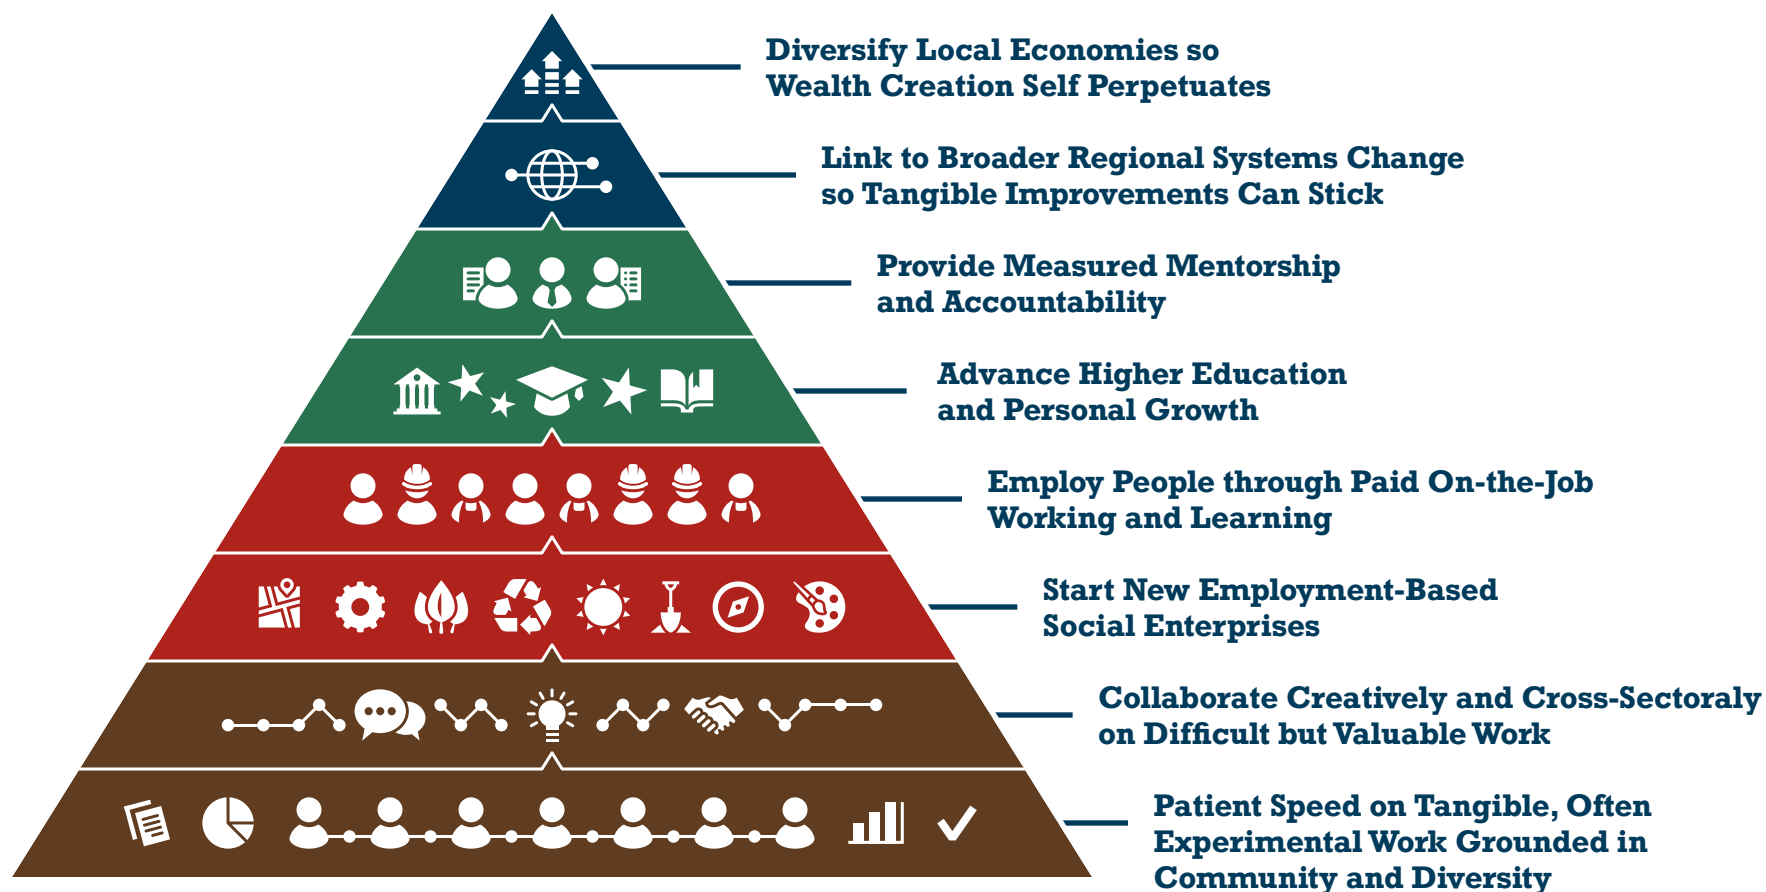 Diversify Local Economies so
Wealth Creation Self Perpetuates
Link to Broader Regional Systems Change
so Tangible Improvements Can Stick
Provide Measured Mentorship
and Accountability
Advance Higher Education
and Personal Growth
Employ People through Paid On-the-Job
Working and Learning
Start New Employment-Based
Social Enterprises
Collaborate Creatively and Cross-Sectoraly
on Difficult but Valuable Work
Patient Speed on Tangible, Often
Experimental Work Grounded in
Community and Diversity